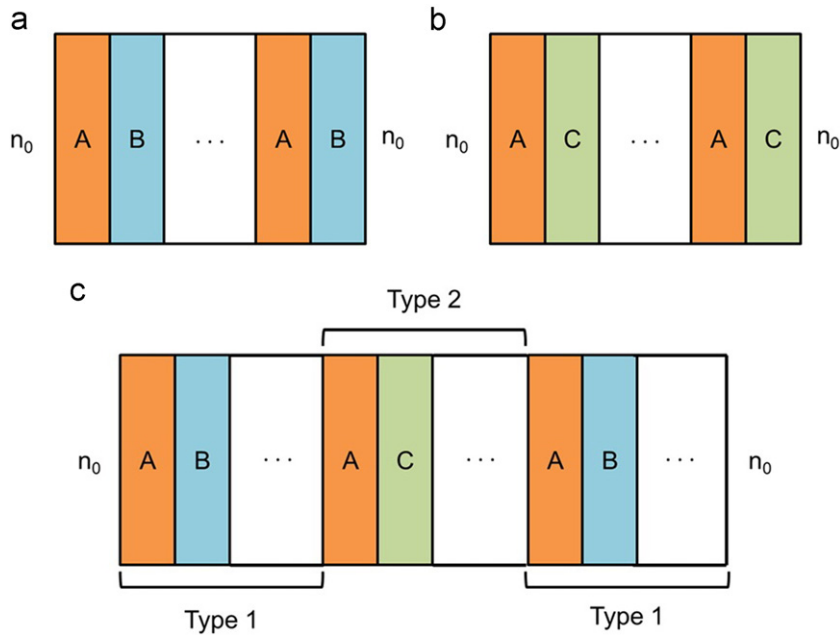 a
b
n₀ A B ... A B n₀
n₀ A C ... A C n₀
c
Type 2
n₀ A B ... A C ... A B ... n₀
Type 1
Type 1